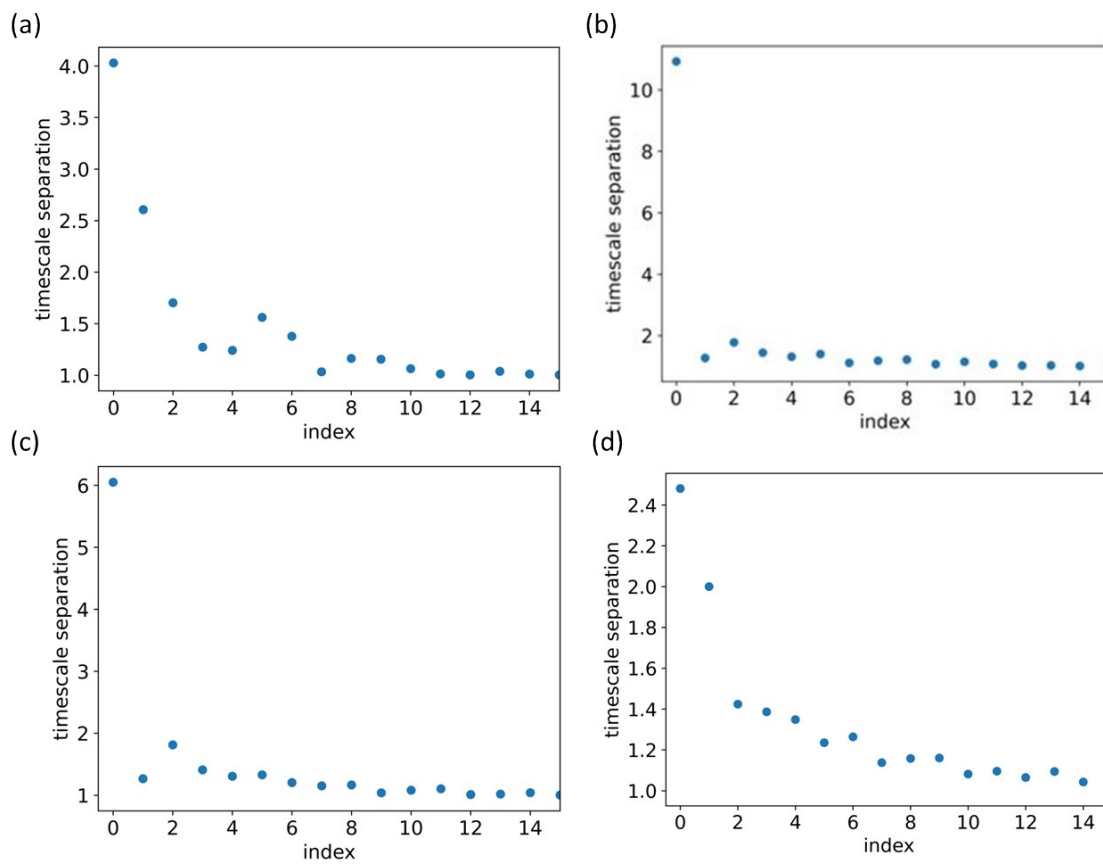 (a)
4.0
3.5
3.0
2.5
2.0
1.5
1.0
timescale separation
0 2 4 6 8 10 12 14
index
(b)
10
8
6
4
2
timescale separation
0 2 4 6 8 10 12 14
index
(c)
6
5
4
3
2
1
timescale separation
0 2 4 6 8 10 12 14
index
(d)
2.4
2.2
2.0
1.8
1.6
1.4
1.2
1.0
timescale separation
0 2 4 6 8 10 12 14
index